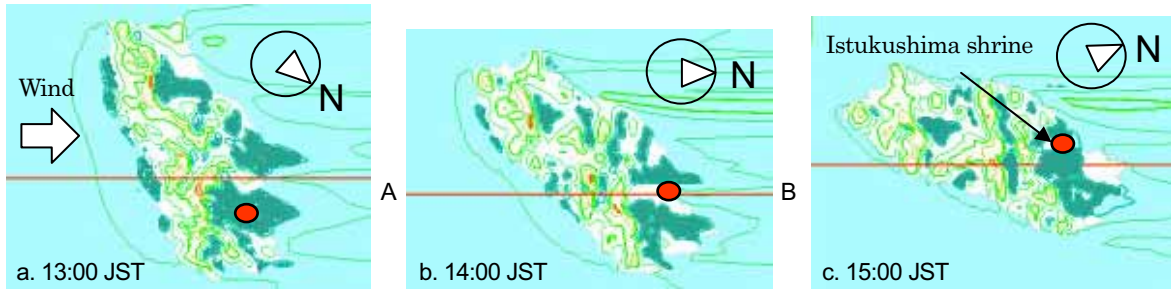 Wind
N
a. 13:00 JST
A
N
b. 14:00 JST
B
Istukushima shrine
N
c. 15:00 JST